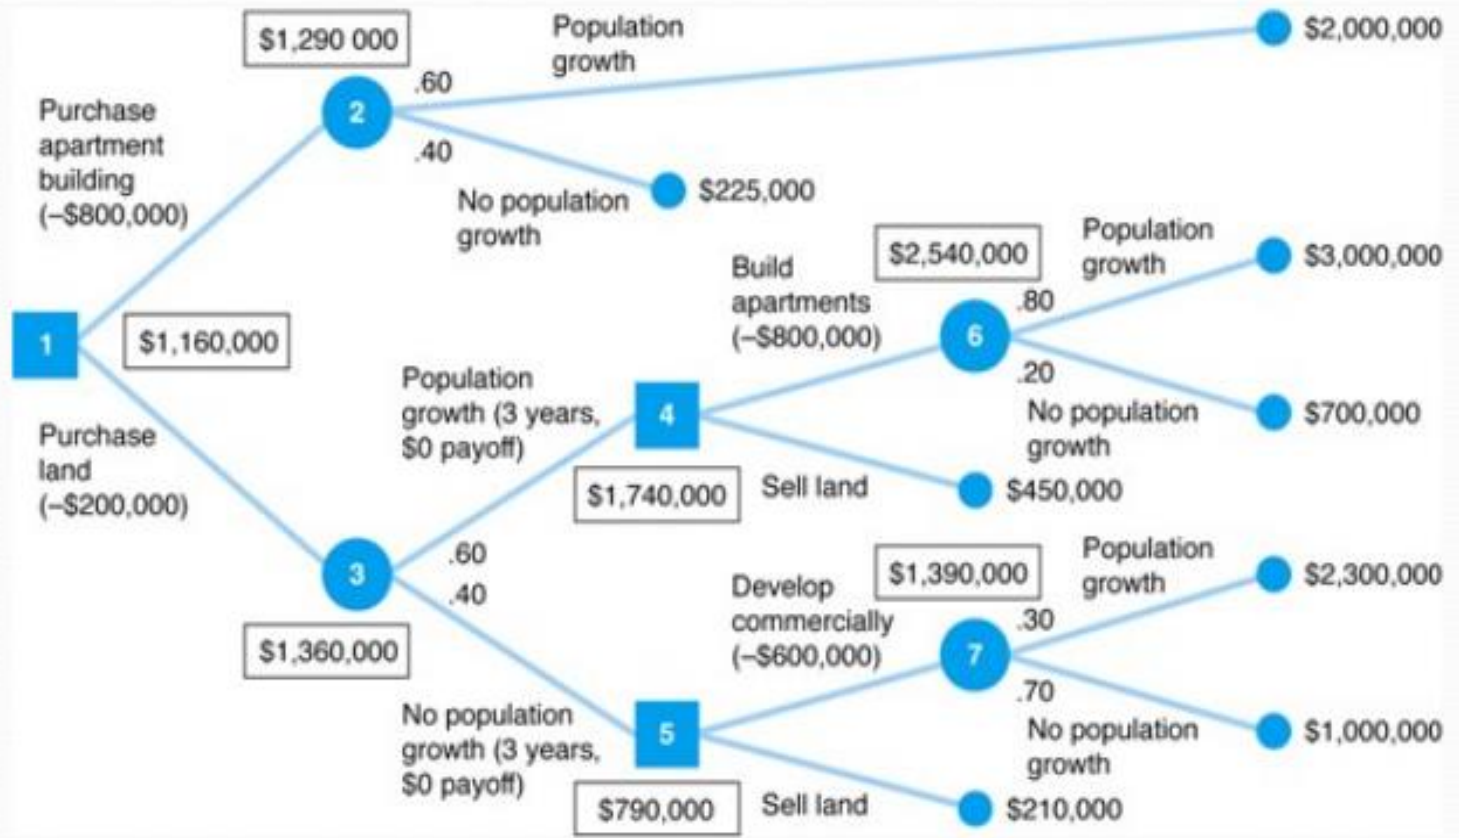 $1,290 000
Population
growth
$2,000,000
.60
Purchase
apartment
building
(–$800,000)
2
.40
No population
growth
$225,000
1
$1,160,000
Purchase
land
(–$200,000)
3
$1,360,000
Population
growth (3 years,
$0 payoff)
.60
.40
4
$1,740,000
Build
apartments
(–$800,000)
$2,540,000
6
Population
growth
.80
$3,000,000
.20
No population
growth
$700,000
Sell land
$450,000
No population
growth (3 years,
$0 payoff)
5
$790,000
Develop
commercially
(–$600,000)
$1,390,000
7
Population
growth
.30
$2,300,000
.70
No population
growth
$1,000,000
Sell land
$210,000